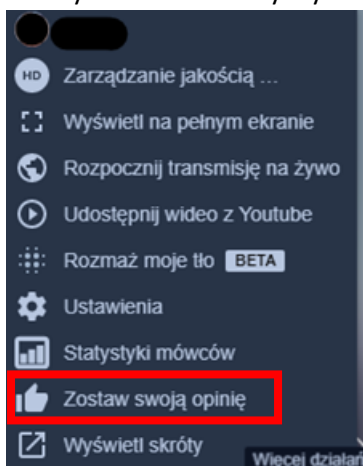 HD Zarządzanie jakością ...
Wyświetl na pełnym ekranie
Rozpocznij transmisję na żywo
Udostępnij wideo z Youtube
Rozmaż moje tło BETA
Ustawienia
Statystyki mówców
Zostaw swoją opinię
Wyświetl skróty
Więcej działań